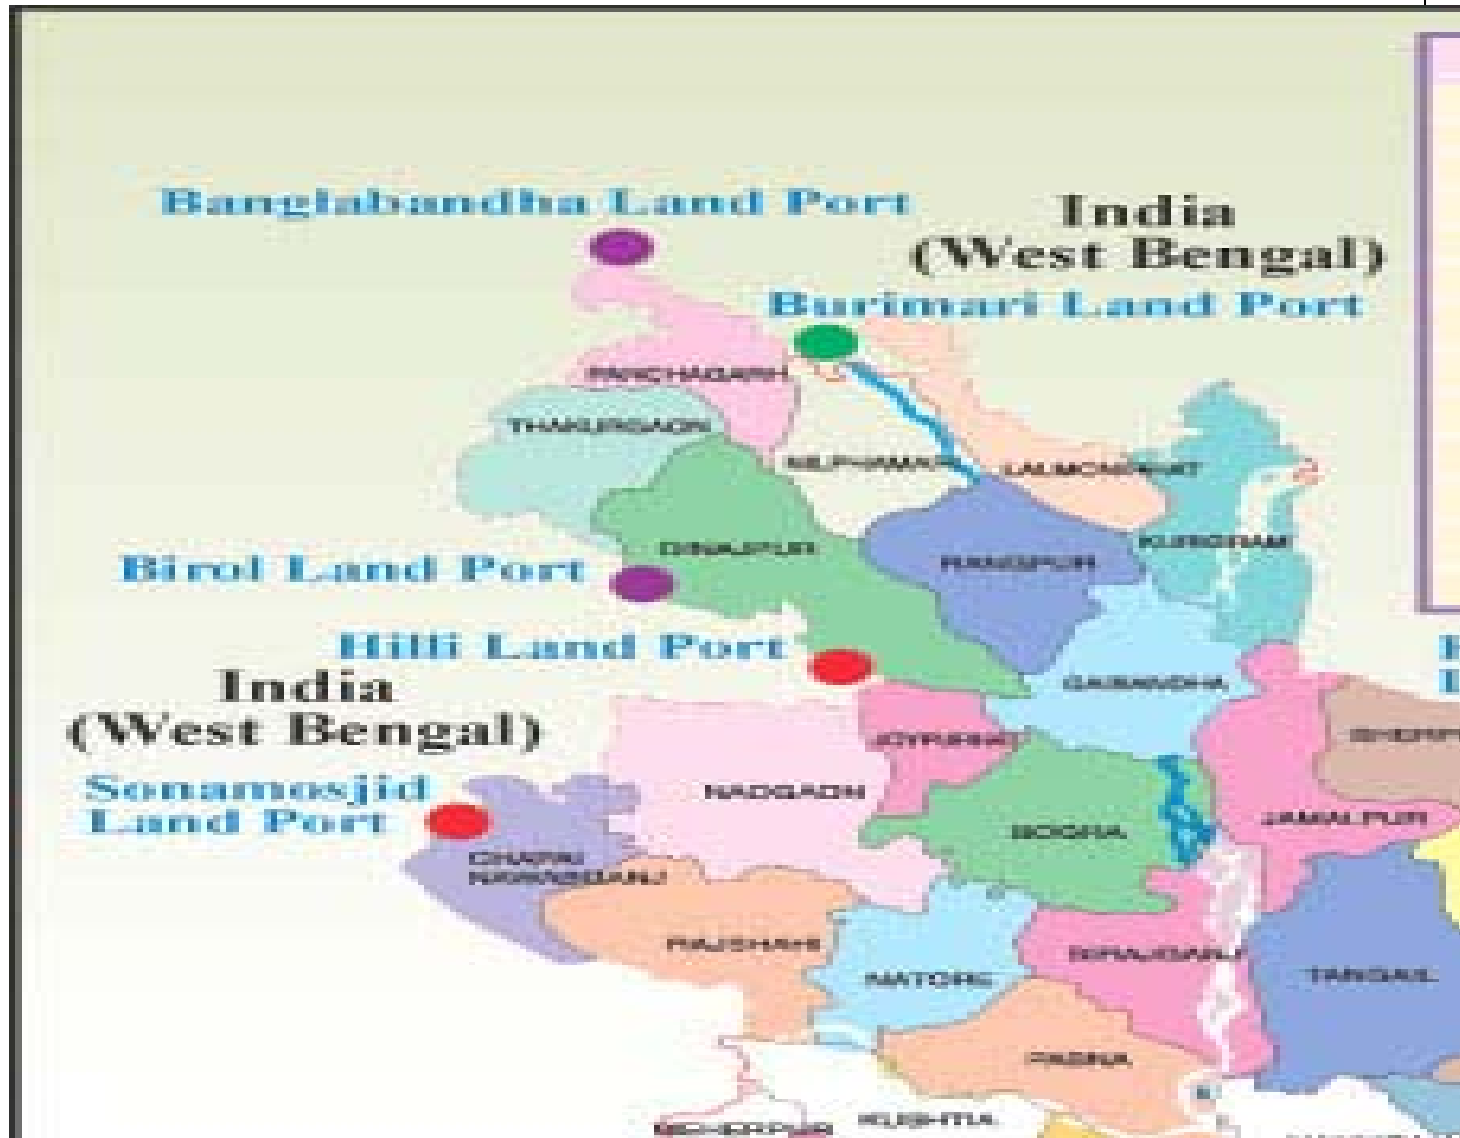 Banglabandha Land Port
India
(West Bengal)
Burimari Land Port
PANCHAGARH
THAKURGAON
NILPHAMARI
LALMONIRHAT
DINAJPUR
RANGPUR
KURIGRAM
Birol Land Port
Hilli Land Port
India
(West Bengal)
GAIBANDHA
JOYPURHAT
NAOGAON
Sonamosjid
Land Port
BOGRA
JAMALPUR
CHAPAI
NAWABGANJ
RAJSHAHI
SIRAJGANJ
NATORE
TANGAIL
PABNA
KUSHTIA
MEHERPUR